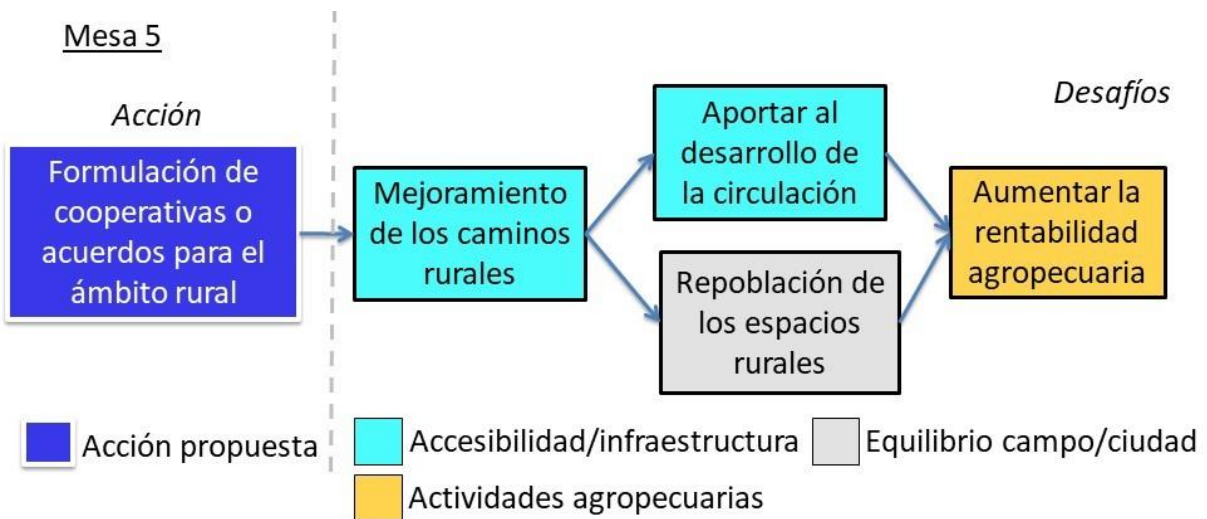 Mesa 5
Acción
Desafíos
Formulación de
cooperativas o
acuerdos para el
ámbito rural
Mejoramiento
de los caminos
rurales
Aportar al
desarrollo de
la circulación
Repoblación de
los espacios
rurales
Aumentar la
rentabilidad
agropecuaria
Acción propuesta
Accesibilidad/infraestructura
Equilibrio campo/ciudad
Actividades agropecuarias